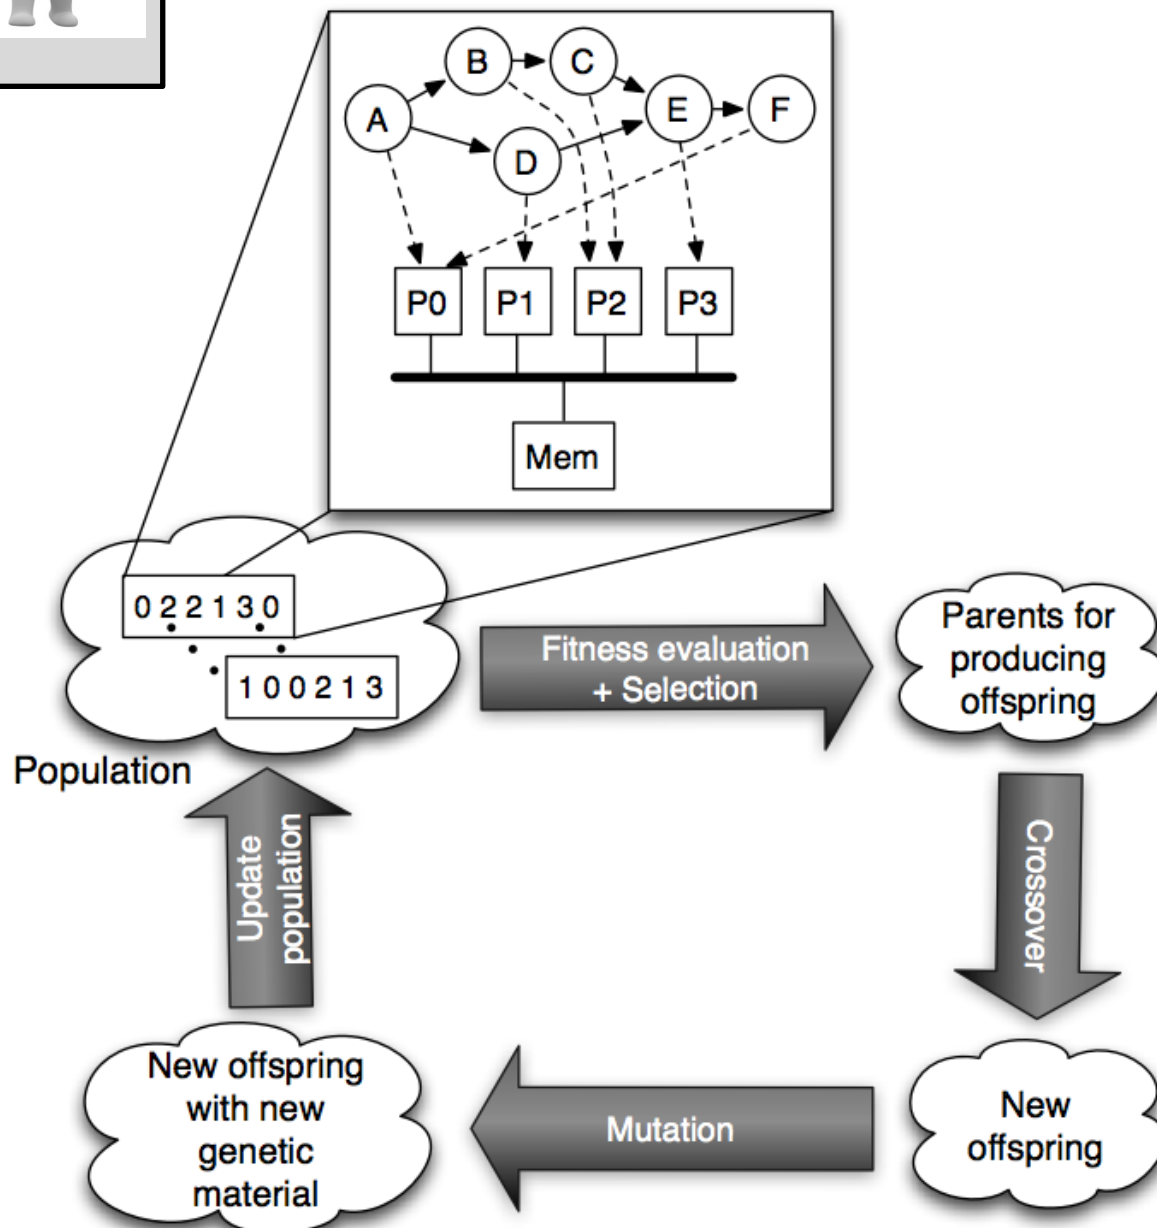 B
C
A
E
F
D
P0
P1
P2
P3
Mem
0 2 2 1 3 0
1 0 0 2 1 3
Population
Fitness evaluation
+ Selection
Parents for
producing
offspring
Crossover
New
offspring
Mutation
New offspring
with new
genetic
material
Update
population